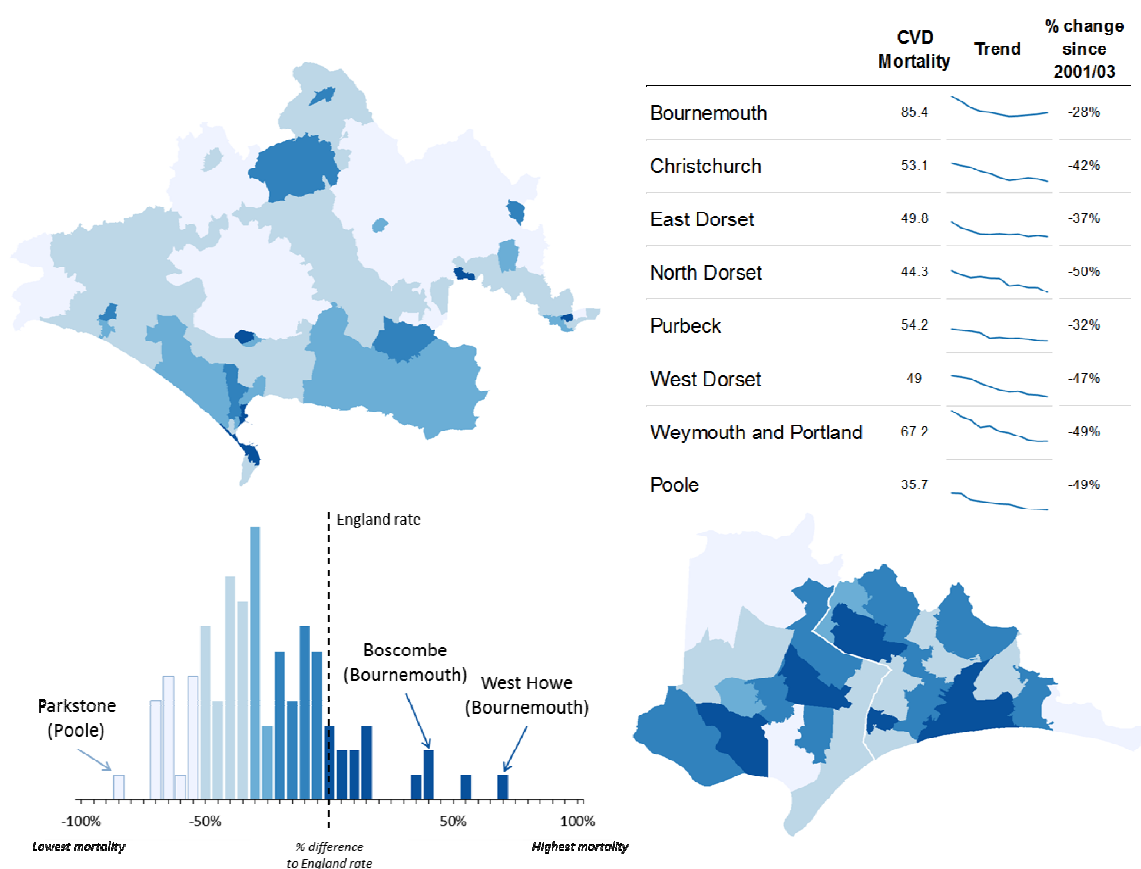 CVD
Mortality
Trend
% change
since
2001/03
Bournemouth 85.4 -28%
Christchurch 53.1 -42%
East Dorset 49.8 -37%
North Dorset 44.3 -50%
Purbeck 54.2 -32%
West Dorset 49 -47%
Weymouth and Portland 67.2 -49%
Poole 35.7 -49%
England rate
Boscombe
(Bournemouth)
West Howe
(Bournemouth)
Parkstone
(Poole)
-100% -50% 50% 100%
Lowest mortality
% difference
to England rate
Highest mortality